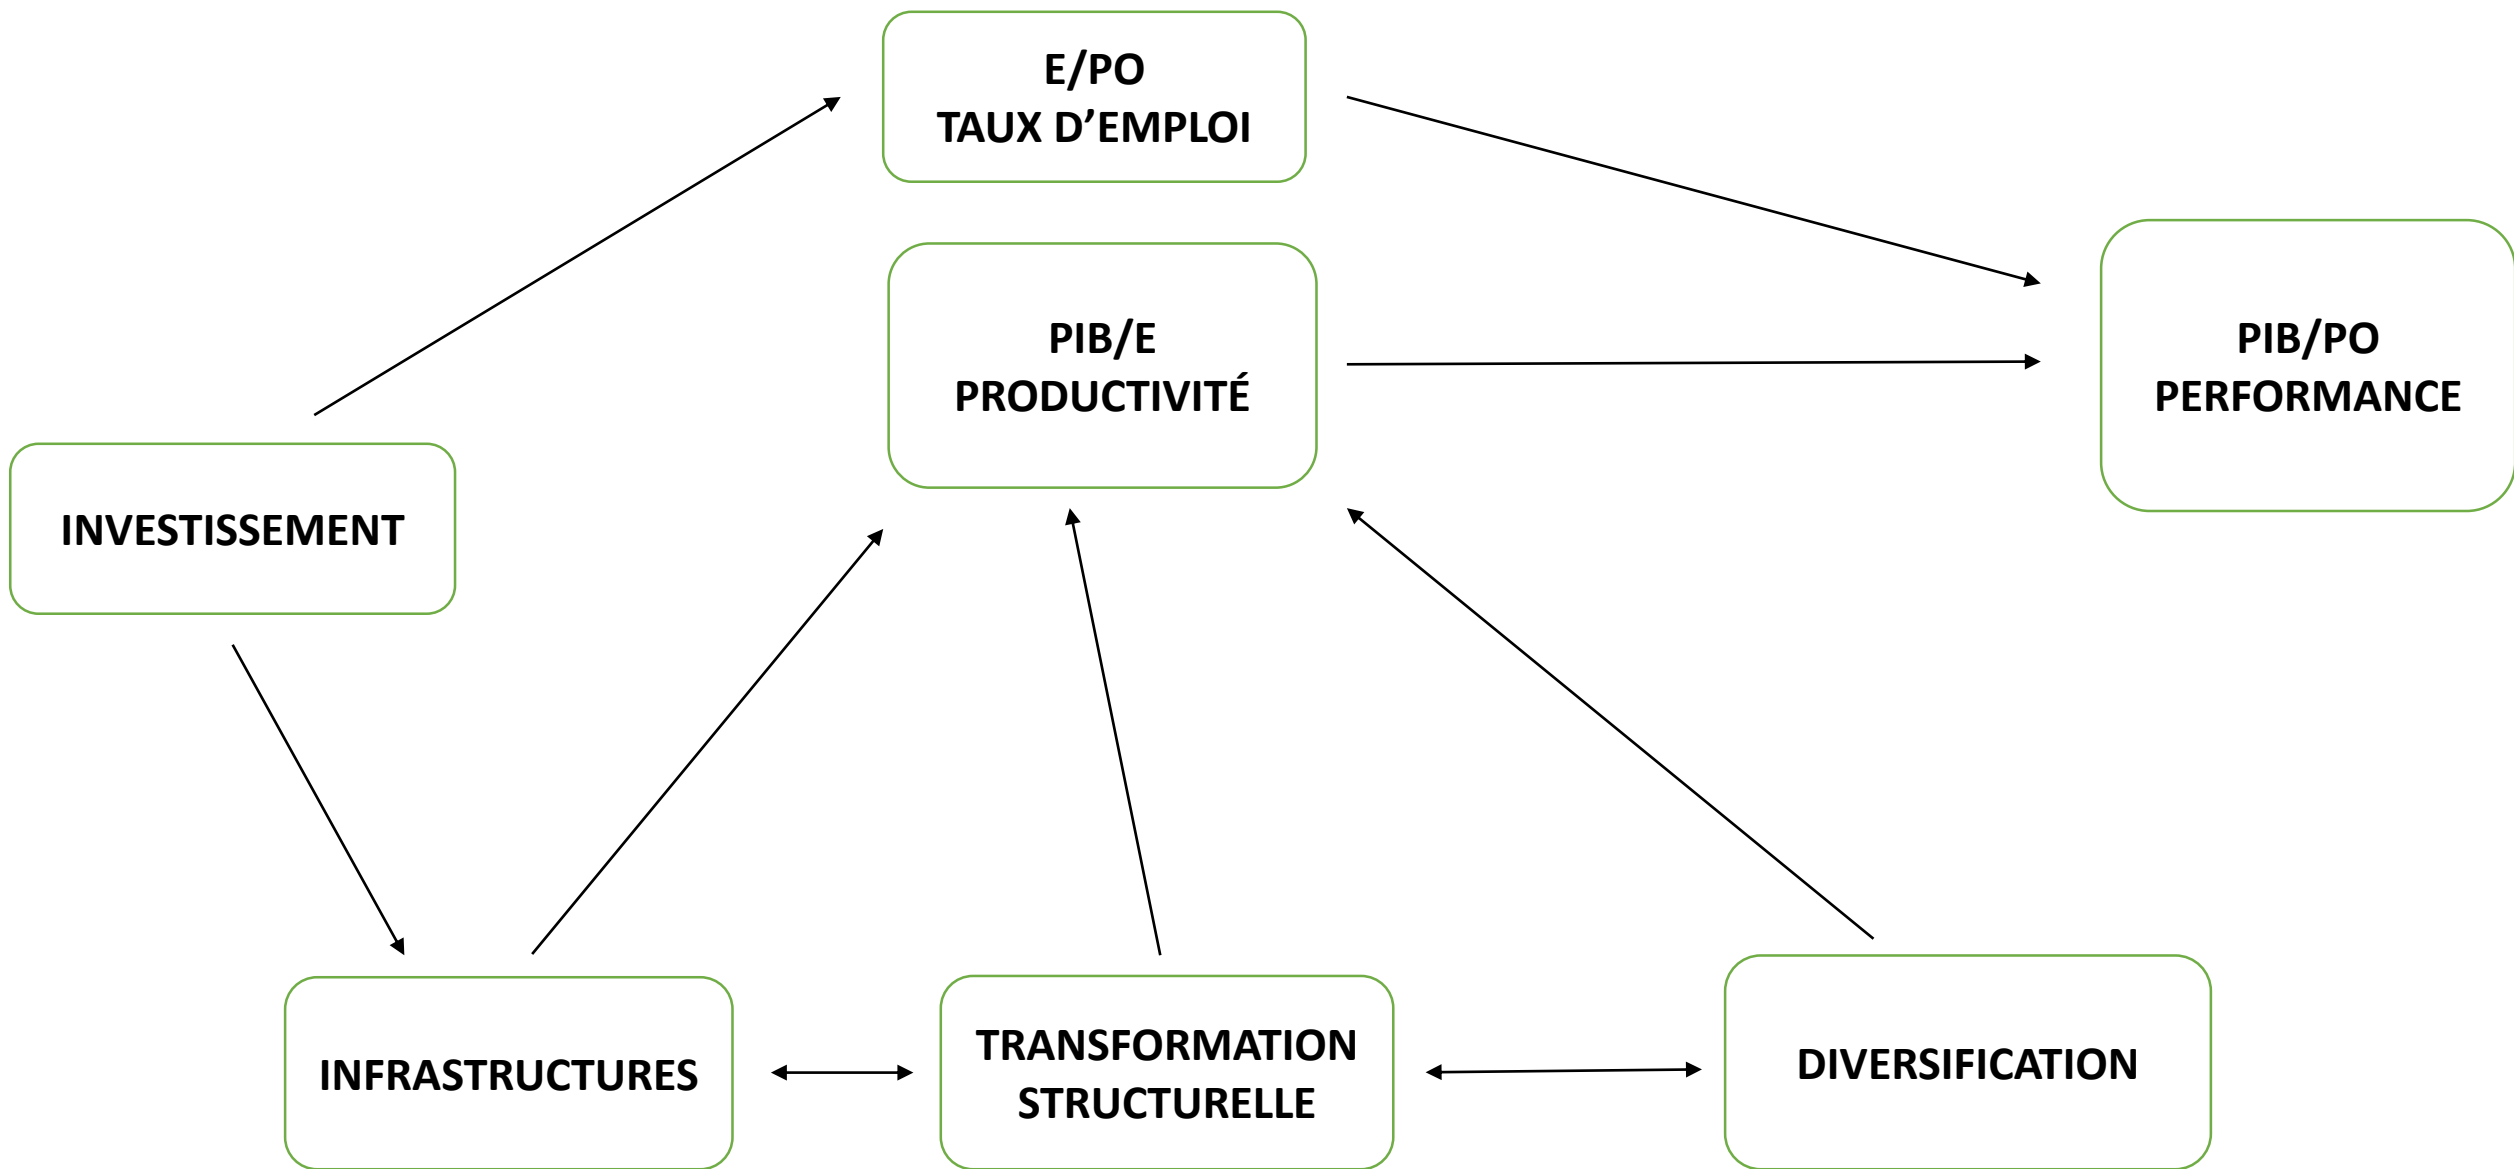 E/PO
TAUX D’EMPLOI
PIB/E
PRODUCTIVITÉ
PIB/PO
PERFORMANCE
INVESTISSEMENT
INFRASTRUCTURES
TRANSFORMATION
STRUCTURELLE
DIVERSIFICATION